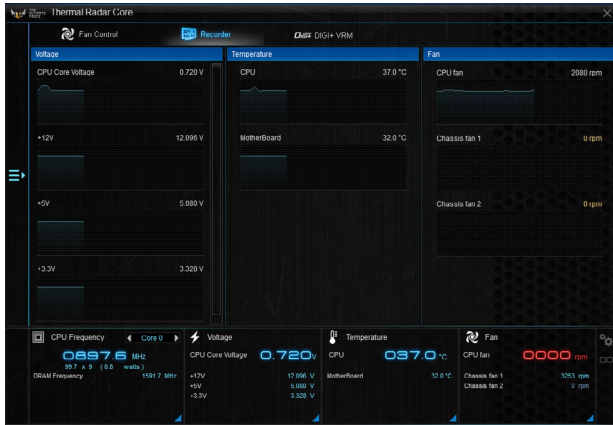 THE ULTIMATE FORCE Thermal Radar Core
Fan Control Recorder DIGI+ VRM
Voltage Temperature Fan
CPU Core Voltage 0.720 V CPU 37.0 °C CPU fan 2080 rpm
+12V 12.096 V MotherBoard 32.0 °C Chassis fan 1 0 rpm
+5V 5.080 V Chassis fan 2 0 rpm
+3.3V 3.328 V
CPU Frequency Core 0 Voltage Temperature Fan
0897.6 MHz CPU Core Voltage 0.720 V CPU 037.0 °C CPU fan 0000 rpm
99.7 x 9 (0.8 watts)
DRAM Frequency 1591.7 MHz +12V 12.096 V MotherBoard 32.0 °C Chassis fan 1 3253 rpm
+5V 5.080 V Chassis fan 2 0 rpm
+3.3V 3.328 V